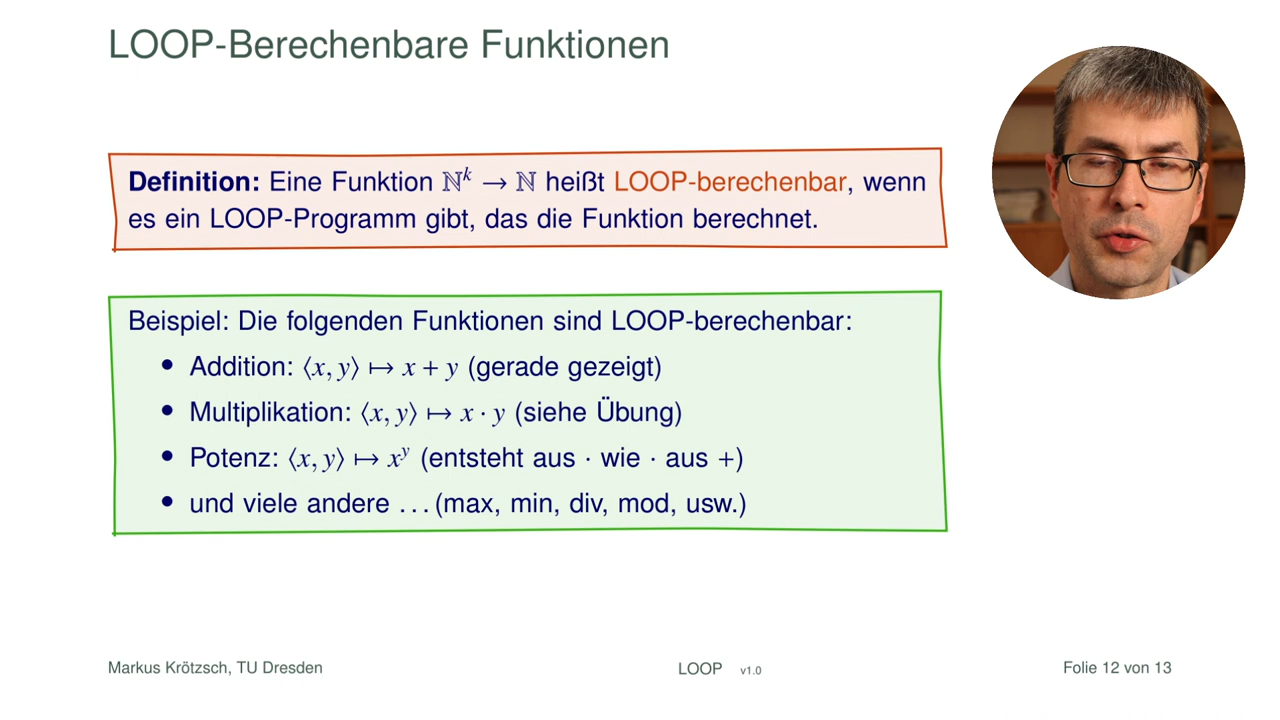 LOOP-Berechenbare Funktionen
Definition: Eine Funktion ℕᵏ → ℕ heißt LOOP-berechenbar, wenn
es ein LOOP-Programm gibt, das die Funktion berechnet.
Beispiel: Die folgenden Funktionen sind LOOP-berechenbar:
• Addition: ⟨x, y⟩ ↦ x + y (gerade gezeigt)
• Multiplikation: ⟨x, y⟩ ↦ x · y (siehe Übung)
• Potenz: ⟨x, y⟩ ↦ xʸ (entsteht aus · wie · aus +)
• und viele andere … (max, min, div, mod, usw.)
Markus Krötzsch, TU Dresden LOOP v1.0 Folie 12 von 13